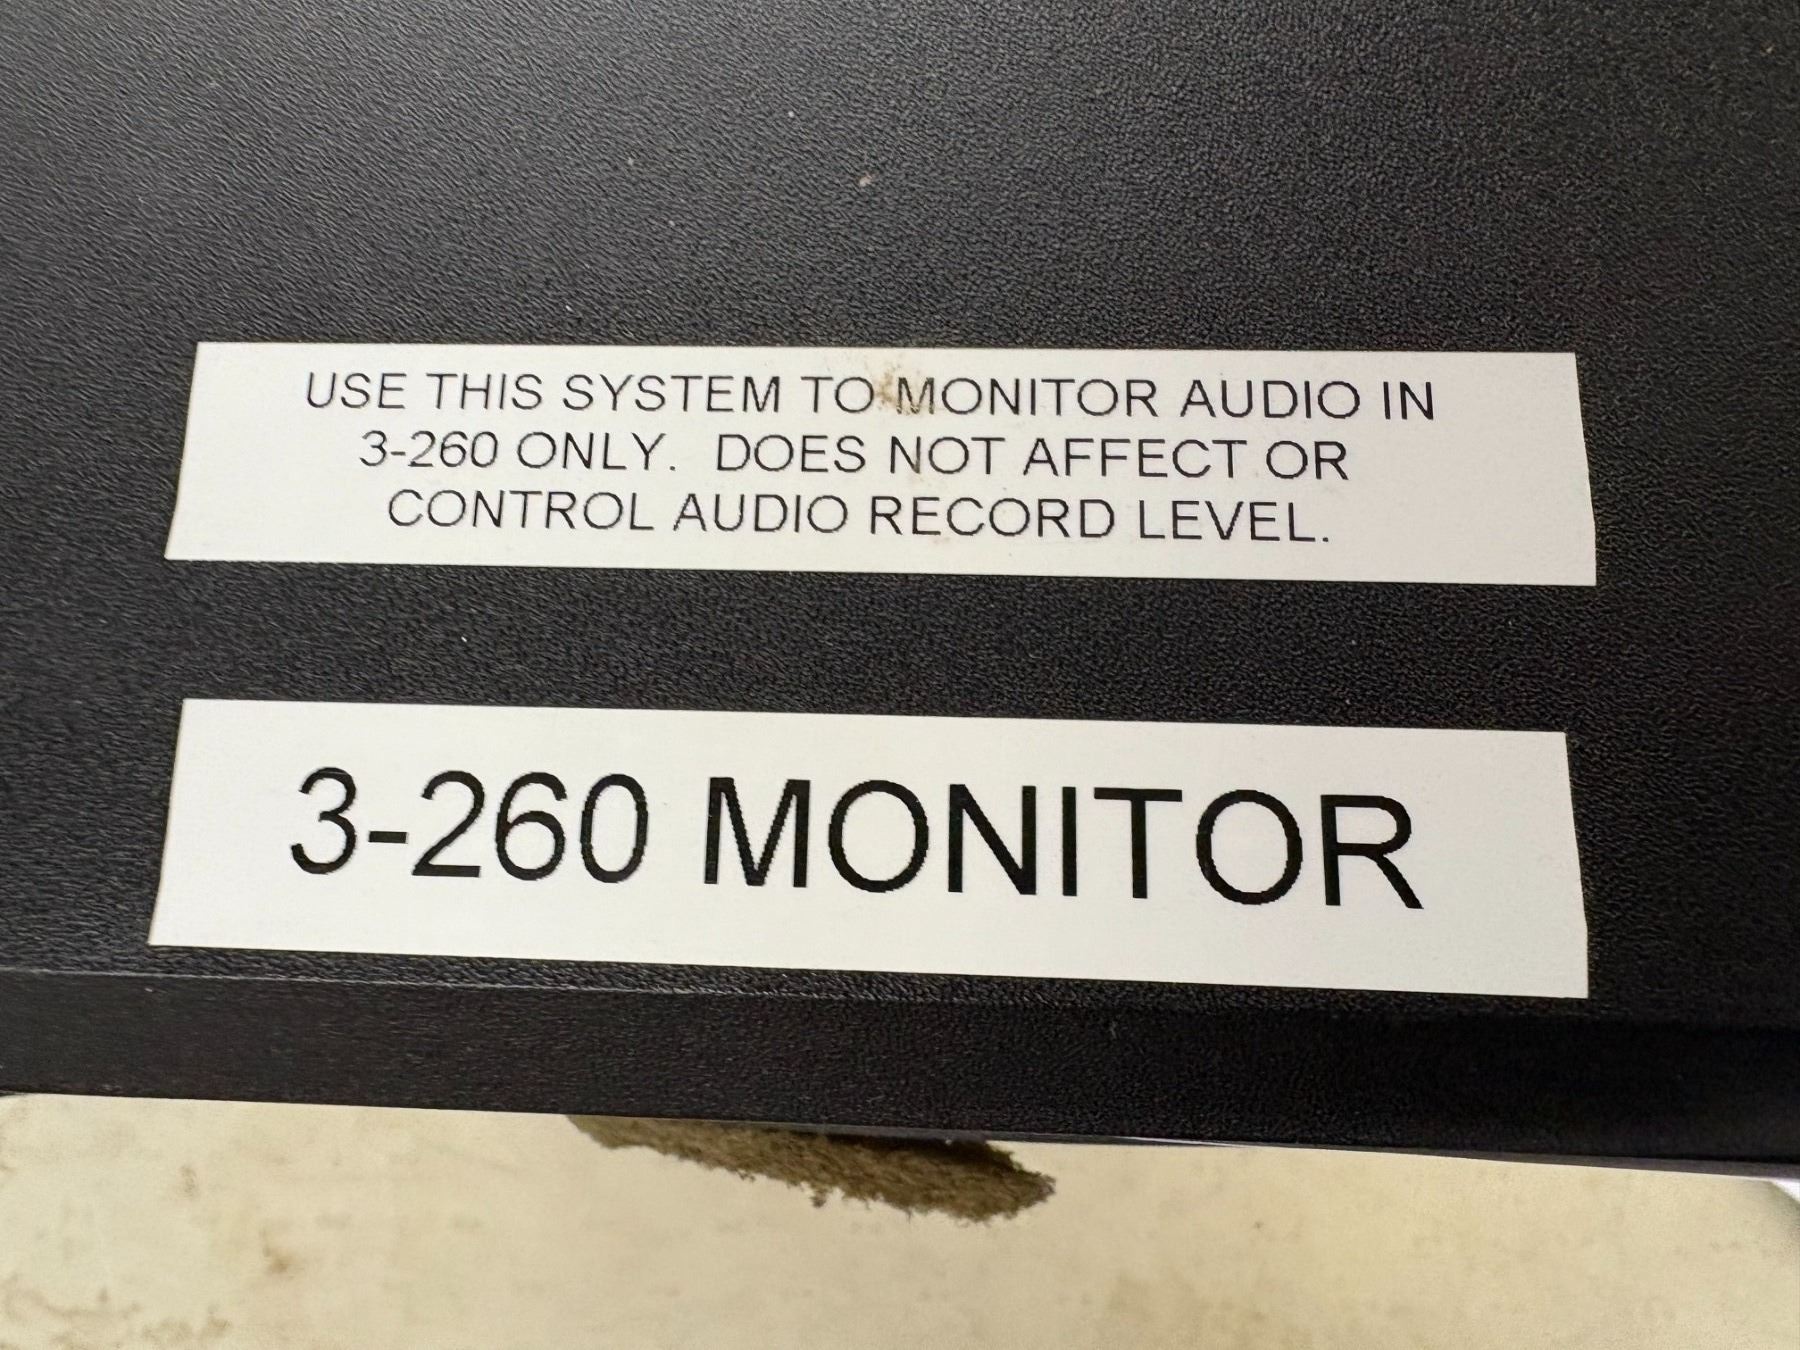 USE THIS SYSTEM TO MONITOR AUDIO IN
3-260 ONLY.  DOES NOT AFFECT OR
CONTROL AUDIO RECORD LEVEL.
3-260 MONITOR